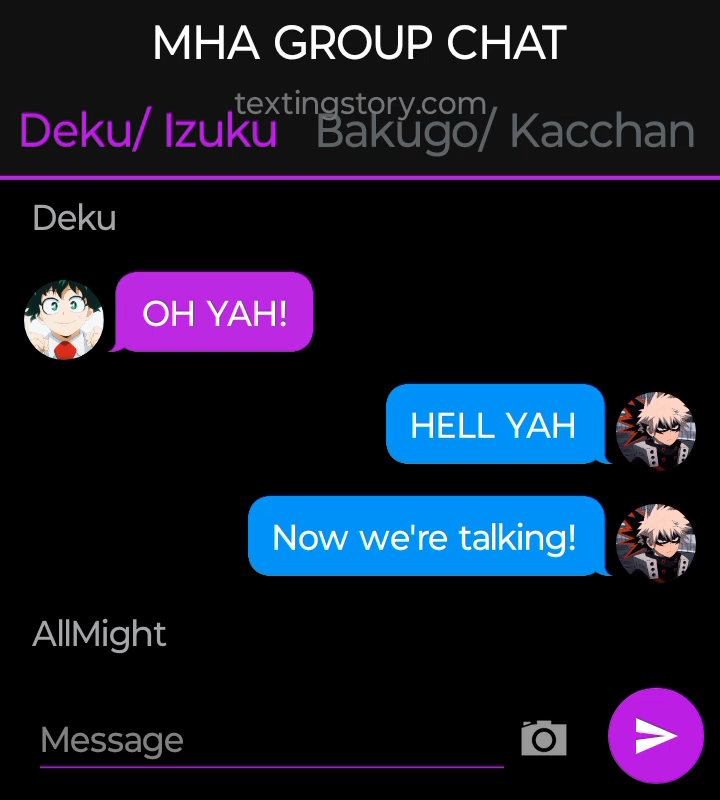 MHA GROUP CHAT
textingstory.com
Deku/ Izuku Bakugo/ Kacchan
Deku
OH YAH!
HELL YAH
Now we're talking!
AllMight
Message